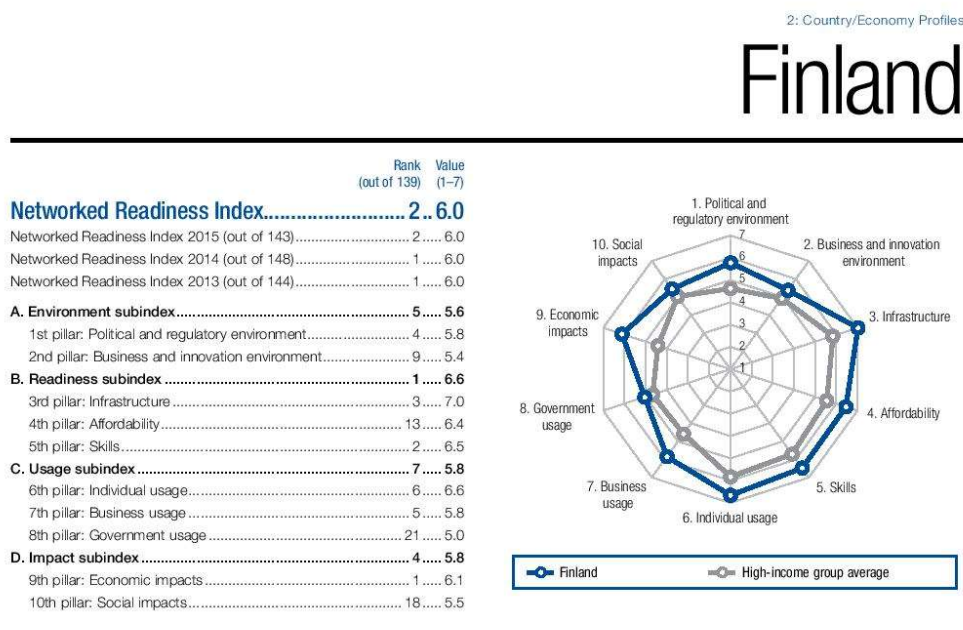 2: Country/Economy Profiles
Finland
Rank Value
(out of 139) (1–7)
Networked Readiness Index.......................... 2 .. 6.0
Networked Readiness Index 2015 (out of 143)............................ 2 ..... 6.0
Networked Readiness Index 2014 (out of 148)............................ 1 ..... 6.0
Networked Readiness Index 2013 (out of 144)............................ 1 ..... 6.0
A. Environment subindex..................................................... 5 ..... 5.6
1st pillar: Political and regulatory environment.......................... 4 ..... 5.8
2nd pillar: Business and innovation environment...................... 9 ..... 5.4
B. Readiness subindex ........................................................ 1 ..... 6.6
3rd pillar: Infrastructure ........................................................ 3 ..... 7.0
4th pillar: Affordability.......................................................... 13 ..... 6.4
5th pillar: Skills.................................................................... 2 ..... 6.5
C. Usage subindex .............................................................. 7 ..... 5.8
6th pillar: Individual usage..................................................... 6 ..... 6.6
7th pillar: Business usage ...................................................... 5 ..... 5.8
8th pillar: Government usage ............................................... 21 ..... 5.0
D. Impact subindex ............................................................. 4 ..... 5.8
9th pillar: Economic impacts .................................................. 1 ..... 6.1
10th pillar: Social impacts..................................................... 18 ..... 5.5
1. Political and
regulatory environment
2. Business and innovation
environment
3. Infrastructure
4. Affordability
5. Skills
6. Individual usage
7. Business
usage
8. Government
usage
9. Economic
impacts
10. Social
impacts
7
6
5
4
3
2
1
Finland
High-income group average